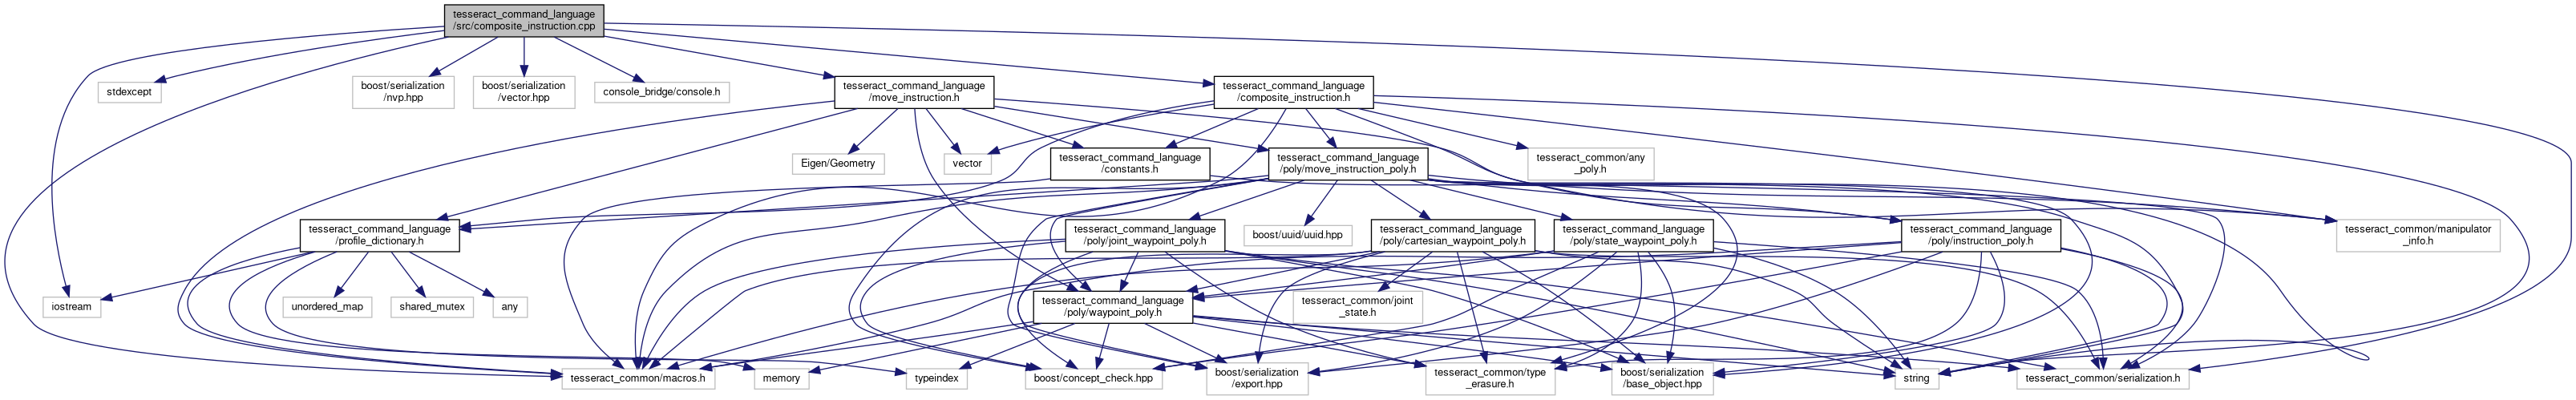 tesseract_command_language
/src/composite_instruction.cpp
stdexcept
boost/serialization
/nvp.hpp
boost/serialization
/vector.hpp
console_bridge/console.h
tesseract_command_language
/move_instruction.h
tesseract_command_language
/composite_instruction.h
Eigen/Geometry
vector
tesseract_command_language
/constants.h
tesseract_command_language
/poly/move_instruction_poly.h
tesseract_common/any
_poly.h
tesseract_command_language
/profile_dictionary.h
tesseract_command_language
/poly/joint_waypoint_poly.h
boost/uuid/uuid.hpp
tesseract_command_language
/poly/cartesian_waypoint_poly.h
tesseract_command_language
/poly/state_waypoint_poly.h
tesseract_command_language
/poly/instruction_poly.h
tesseract_common/manipulator
_info.h
iostream
unordered_map
shared_mutex
any
tesseract_command_language
/poly/waypoint_poly.h
tesseract_common/joint
_state.h
tesseract_common/macros.h
memory
typeindex
boost/concept_check.hpp
boost/serialization
/export.hpp
tesseract_common/type
_erasure.h
boost/serialization
/base_object.hpp
string
tesseract_common/serialization.h